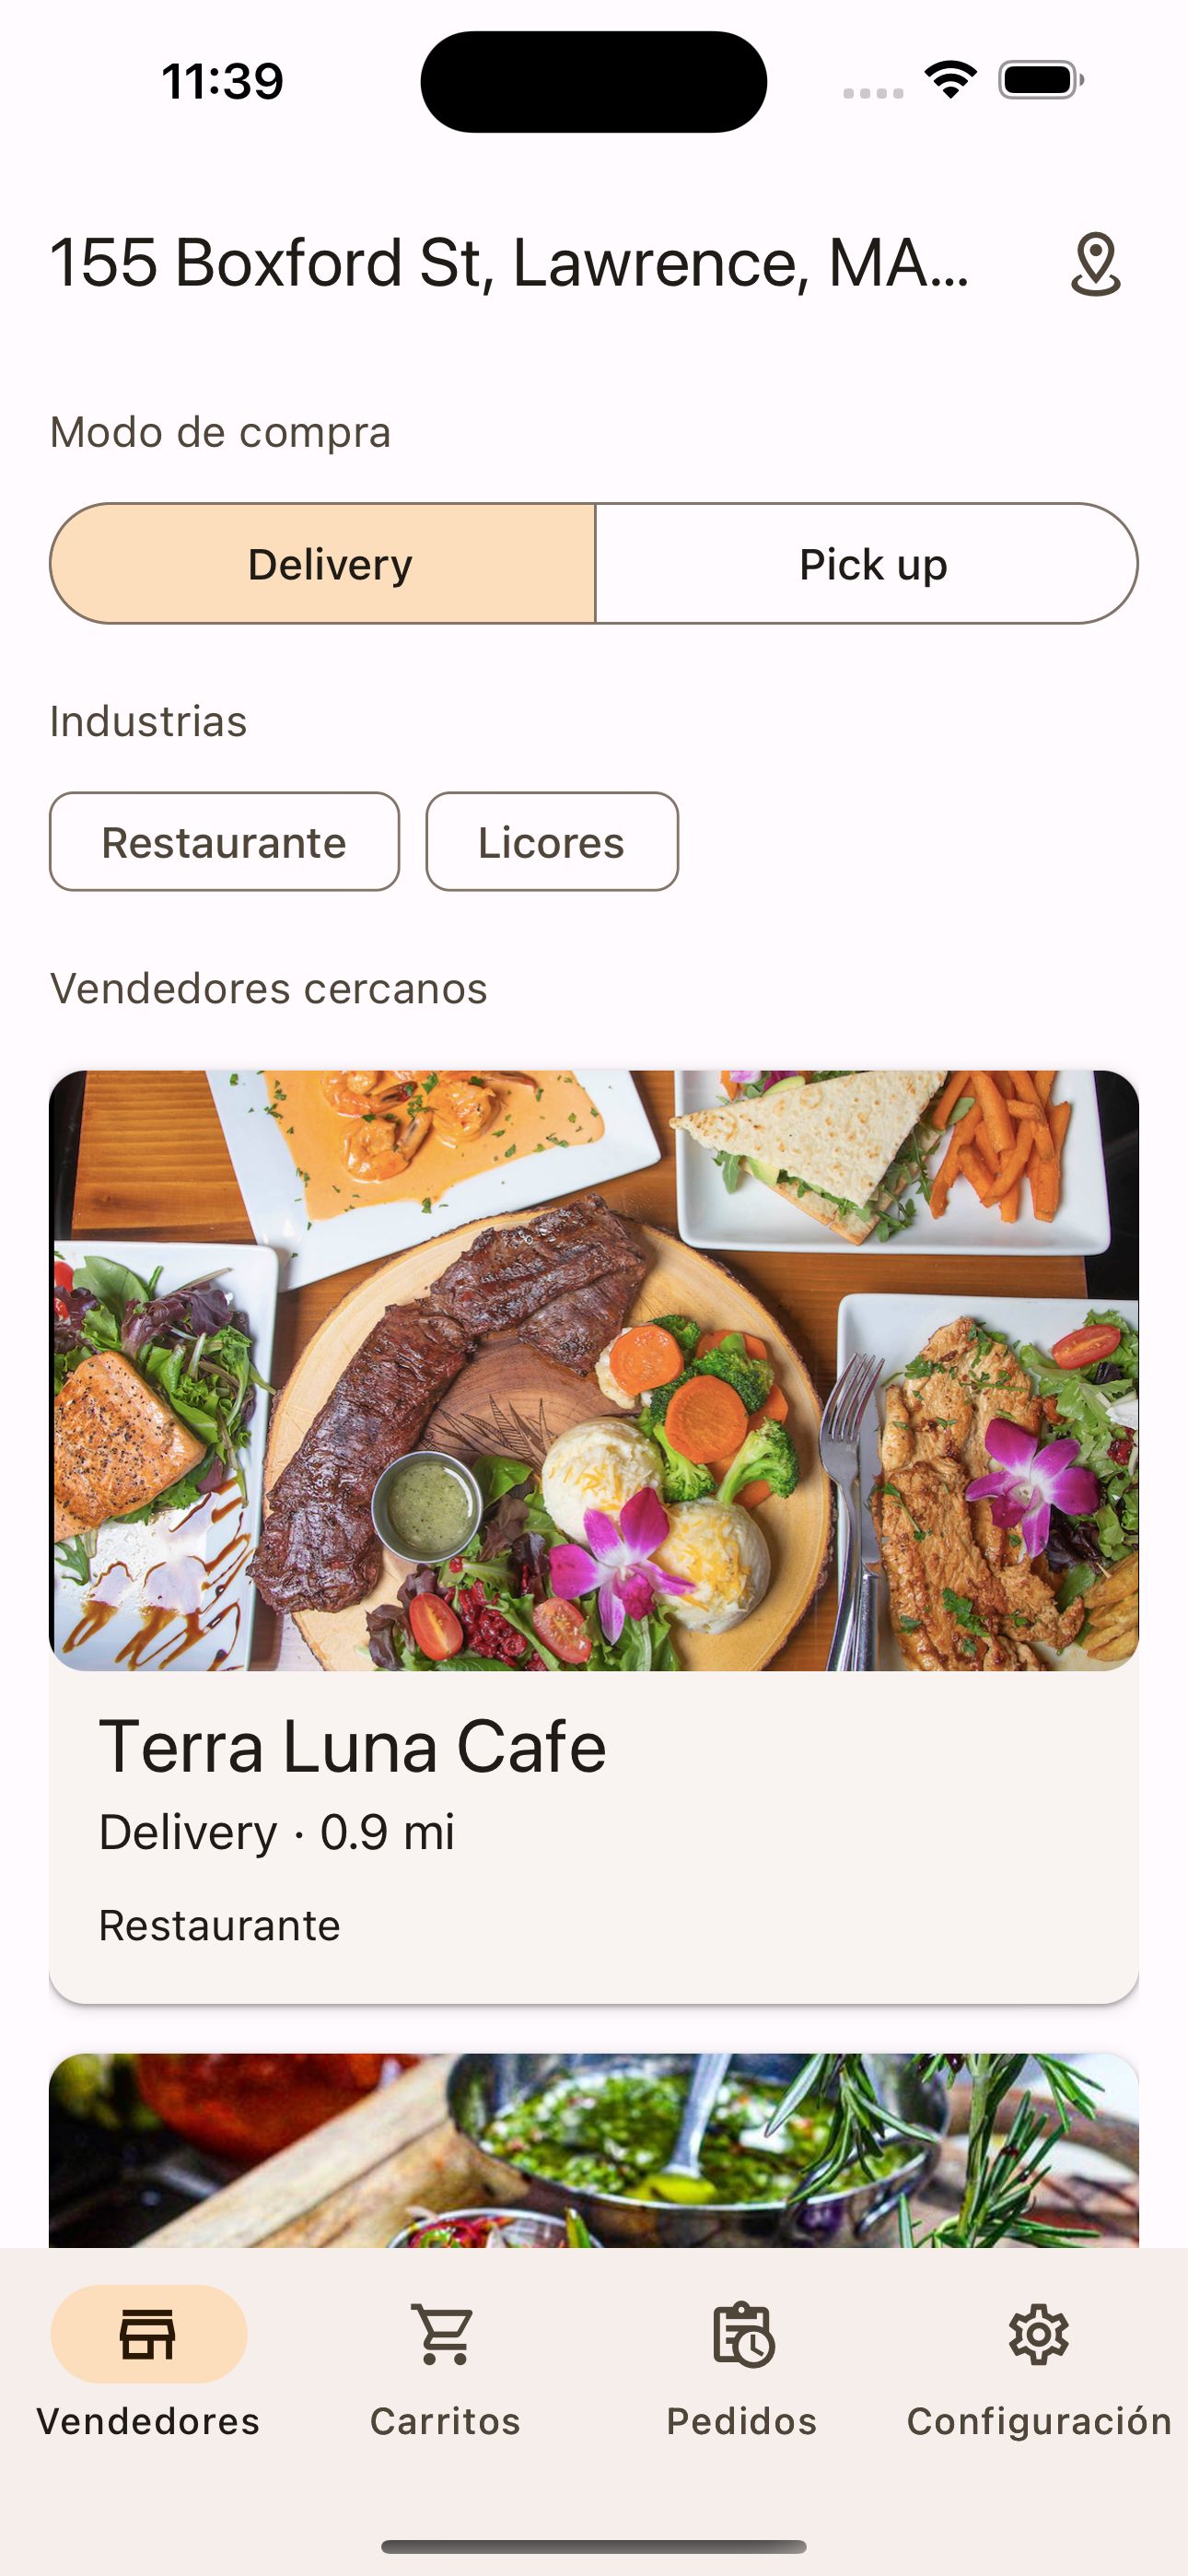 11:39
155 Boxford St, Lawrence, MA...
Modo de compra
Delivery
Pick up
Industrias
Restaurante
Licores
Vendedores cercanos
Terra Luna Cafe
Delivery · 0.9 mi
Restaurante
Vendedores
Carritos
Pedidos
Configuración